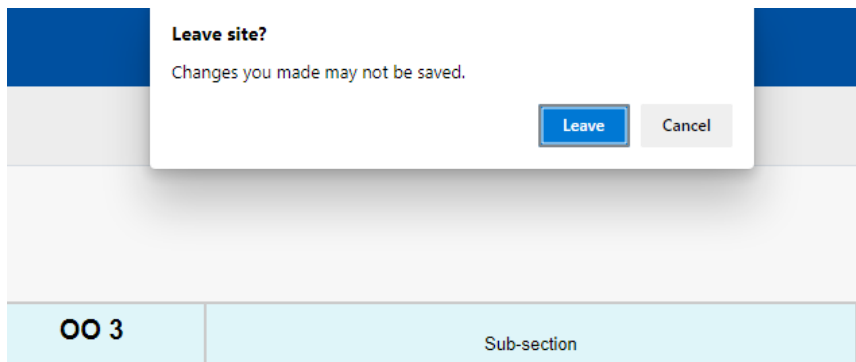 Leave site?
Changes you made may not be saved.
Leave Cancel
OO 3
Sub-section